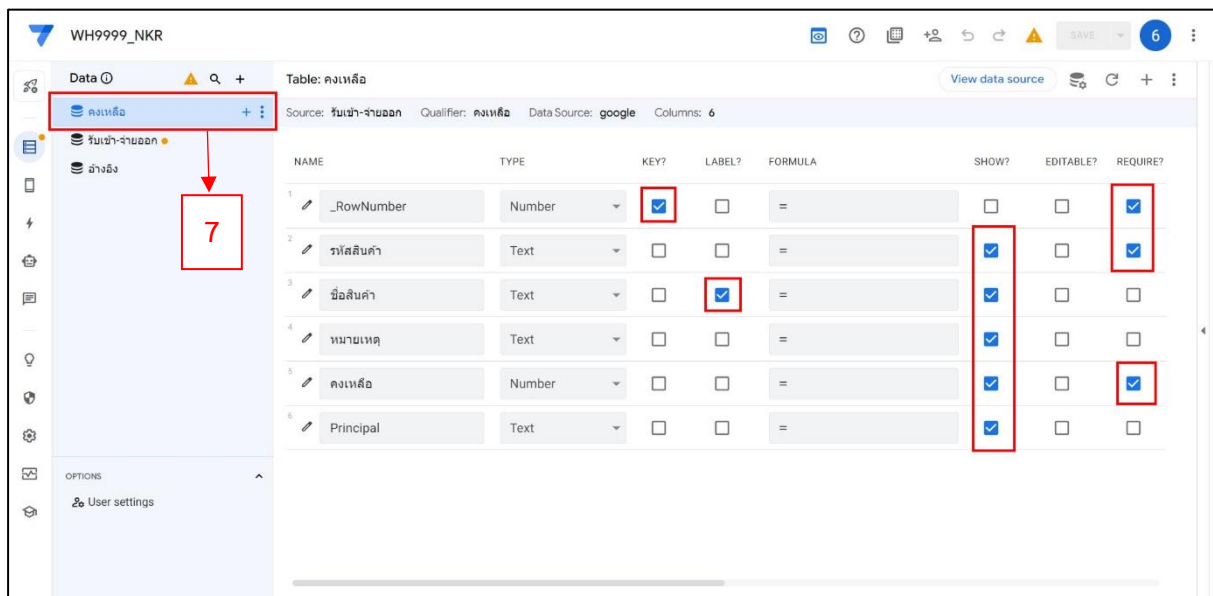 WH9999_NKR
SAVE
6
Data
Table: คงเหลือ
View data source
คงเหลือ
Source: รับเข้า-จ่ายออก Qualifier: คงเหลือ Data Source: google Columns: 6
รับเข้า-จ่ายออก
อ้างอิง
7
NAME TYPE KEY? LABEL? FORMULA SHOW? EDITABLE? REQUIRE?
1 _RowNumber Number =
2 รหัสสินค้า Text =
3 ชื่อสินค้า Text =
4 หมายเหตุ Text =
5 คงเหลือ Number =
6 Principal Text =
OPTIONS
User settings